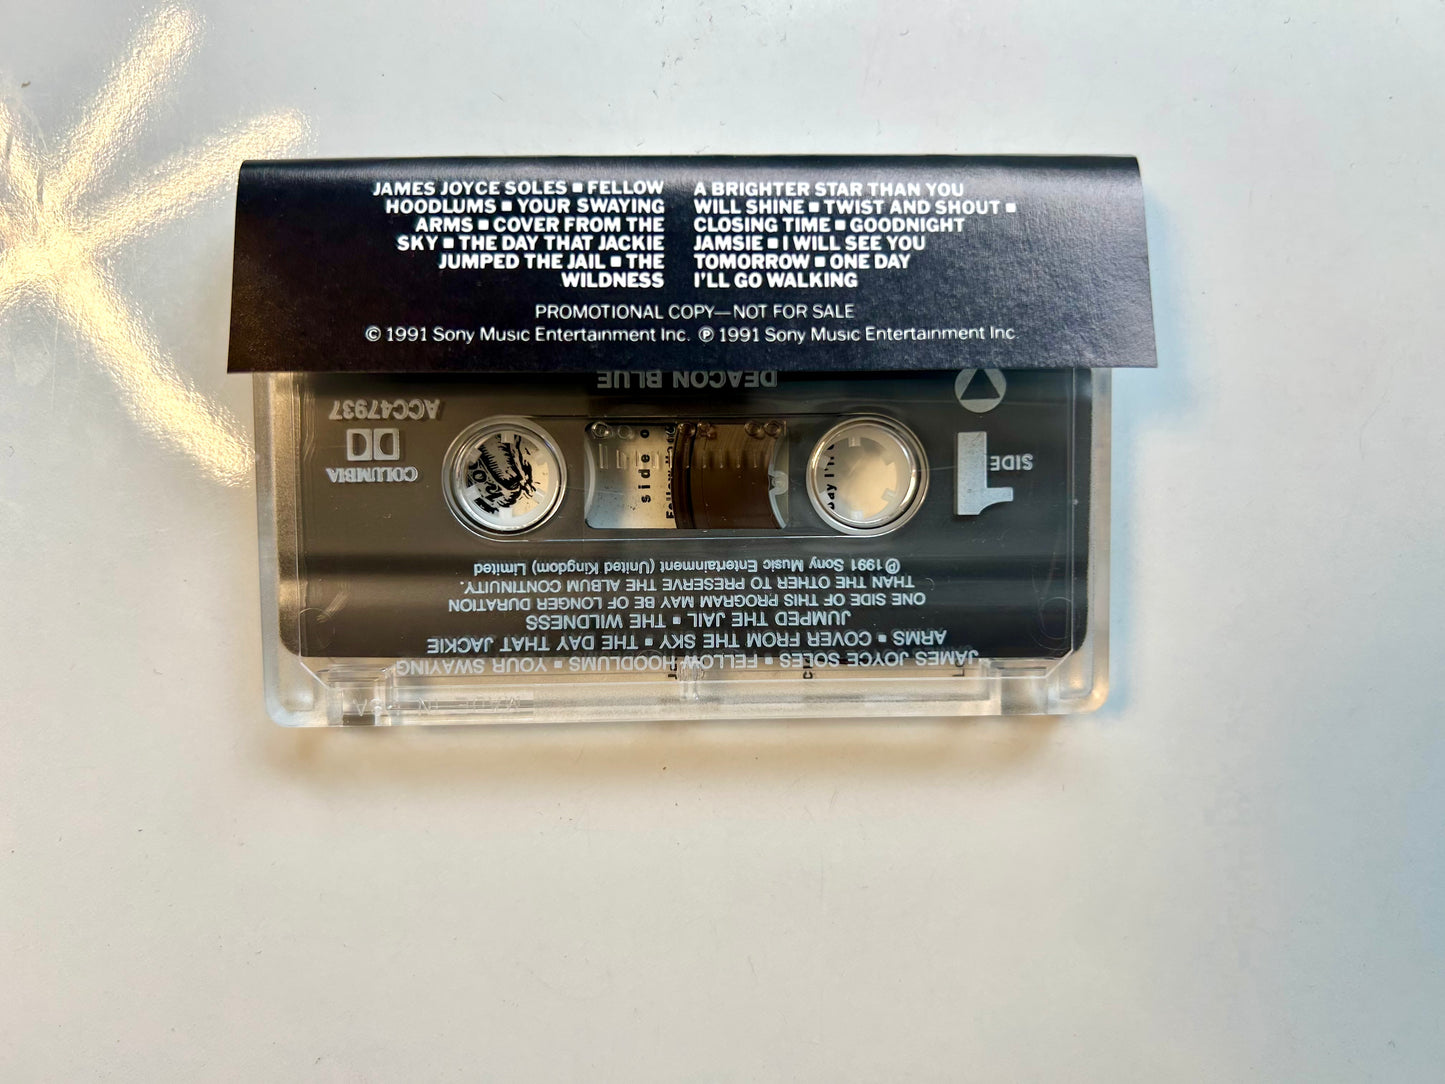 JAMES JOYCE SOLES ■ FELLOW
HOODLUMS ■ YOUR SWAYING
ARMS ■ COVER FROM THE
SKY ■ THE DAY THAT JACKIE
JUMPED THE JAIL ■ THE
WILDNESS
A BRIGHTER STAR THAN YOU
WILL SHINE ■ TWIST AND SHOUT ■
CLOSING TIME ■ GOODNIGHT
JAMSIE ■ I WILL SEE YOU
TOMORROW ■ ONE DAY
I'LL GO WALKING
PROMOTIONAL COPY—NOT FOR SALE
© 1991 Sony Music Entertainment Inc. ℗ 1991 Sony Music Entertainment Inc.
DEACON BLUE
ACC47937
COLUMBIA
SIDE 1
side
JAMES JOYCE SOLES ■ FELLOW HOODLUMS ■ YOUR SWAYING
ARMS ■ COVER FROM THE SKY ■ THE DAY THAT JACKIE
JUMPED THE JAIL ■ THE WILDNESS
ONE SIDE OF THIS PROGRAM MAY BE OF LONGER DURATION
THAN THE OTHER TO PRESERVE THE ALBUM CONTINUITY.
℗ 1991 Sony Music Entertainment (United Kingdom) Limited
MADE IN